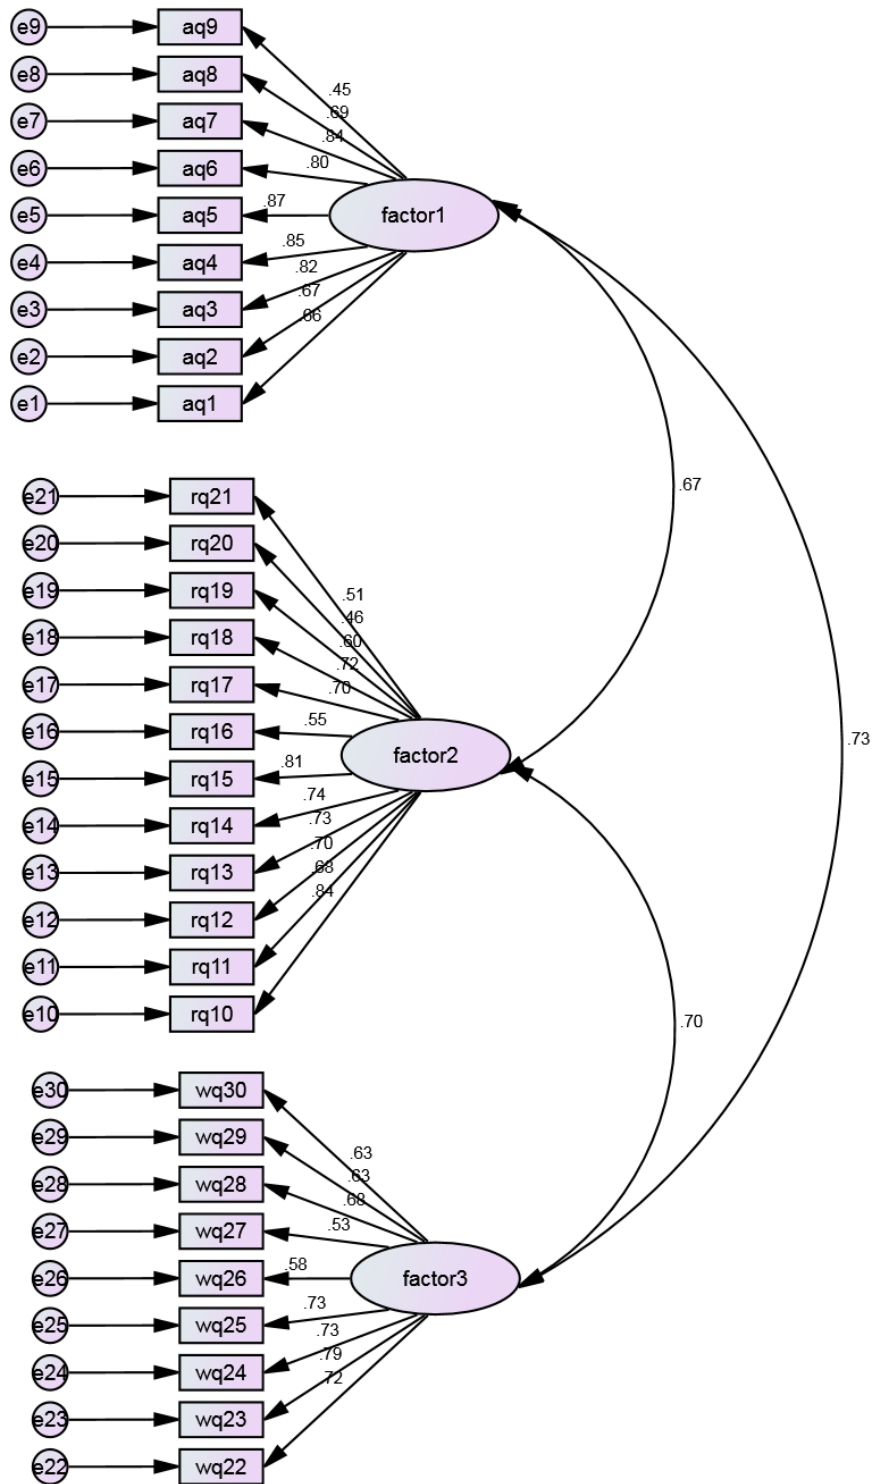 e9 aq9
e8 aq8
.45
e7 aq7 .69
.84
e6 aq6 .80
e5 aq5 .87 factor1
e4 aq4 .85
.82
e3 aq3 .67
e2 aq2
e1 aq1
.67
e21 rq21
e20 rq20
e19 rq19 .51
.46
e18 rq18 .60
.72
e17 rq17 .70
e16 rq16 .55
.73
e15 rq15 .81 factor2
e14 rq14 .74
.73
e13 rq13 .70
.68
e12 rq12 .84
e11 rq11
e10 rq10
.70
e30 wq30
e29 wq29 .63
.63
e28 wq28 .68
e27 wq27 .53
e26 wq26 .58 factor3
e25 wq25 .73
.73
e24 wq24 .79
.72
e23 wq23
e22 wq22